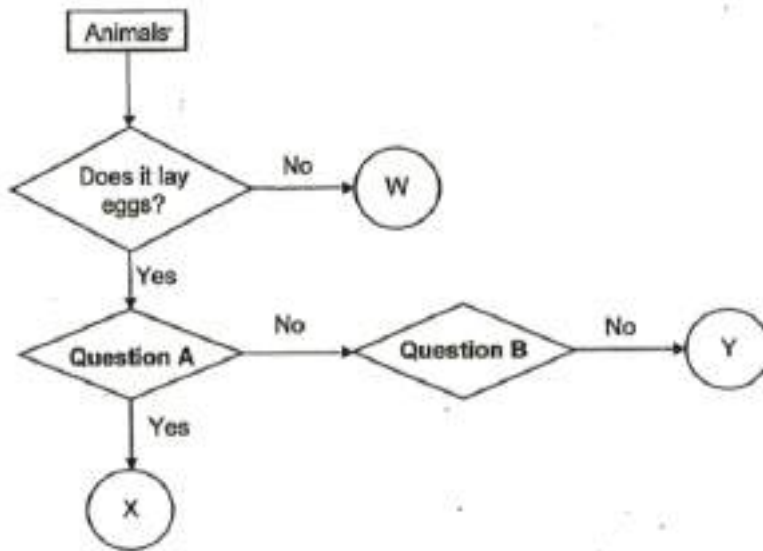 Animals
Does it lay
eggs?
No
W
Yes
Question A
No
Question B
No
Y
Yes
X